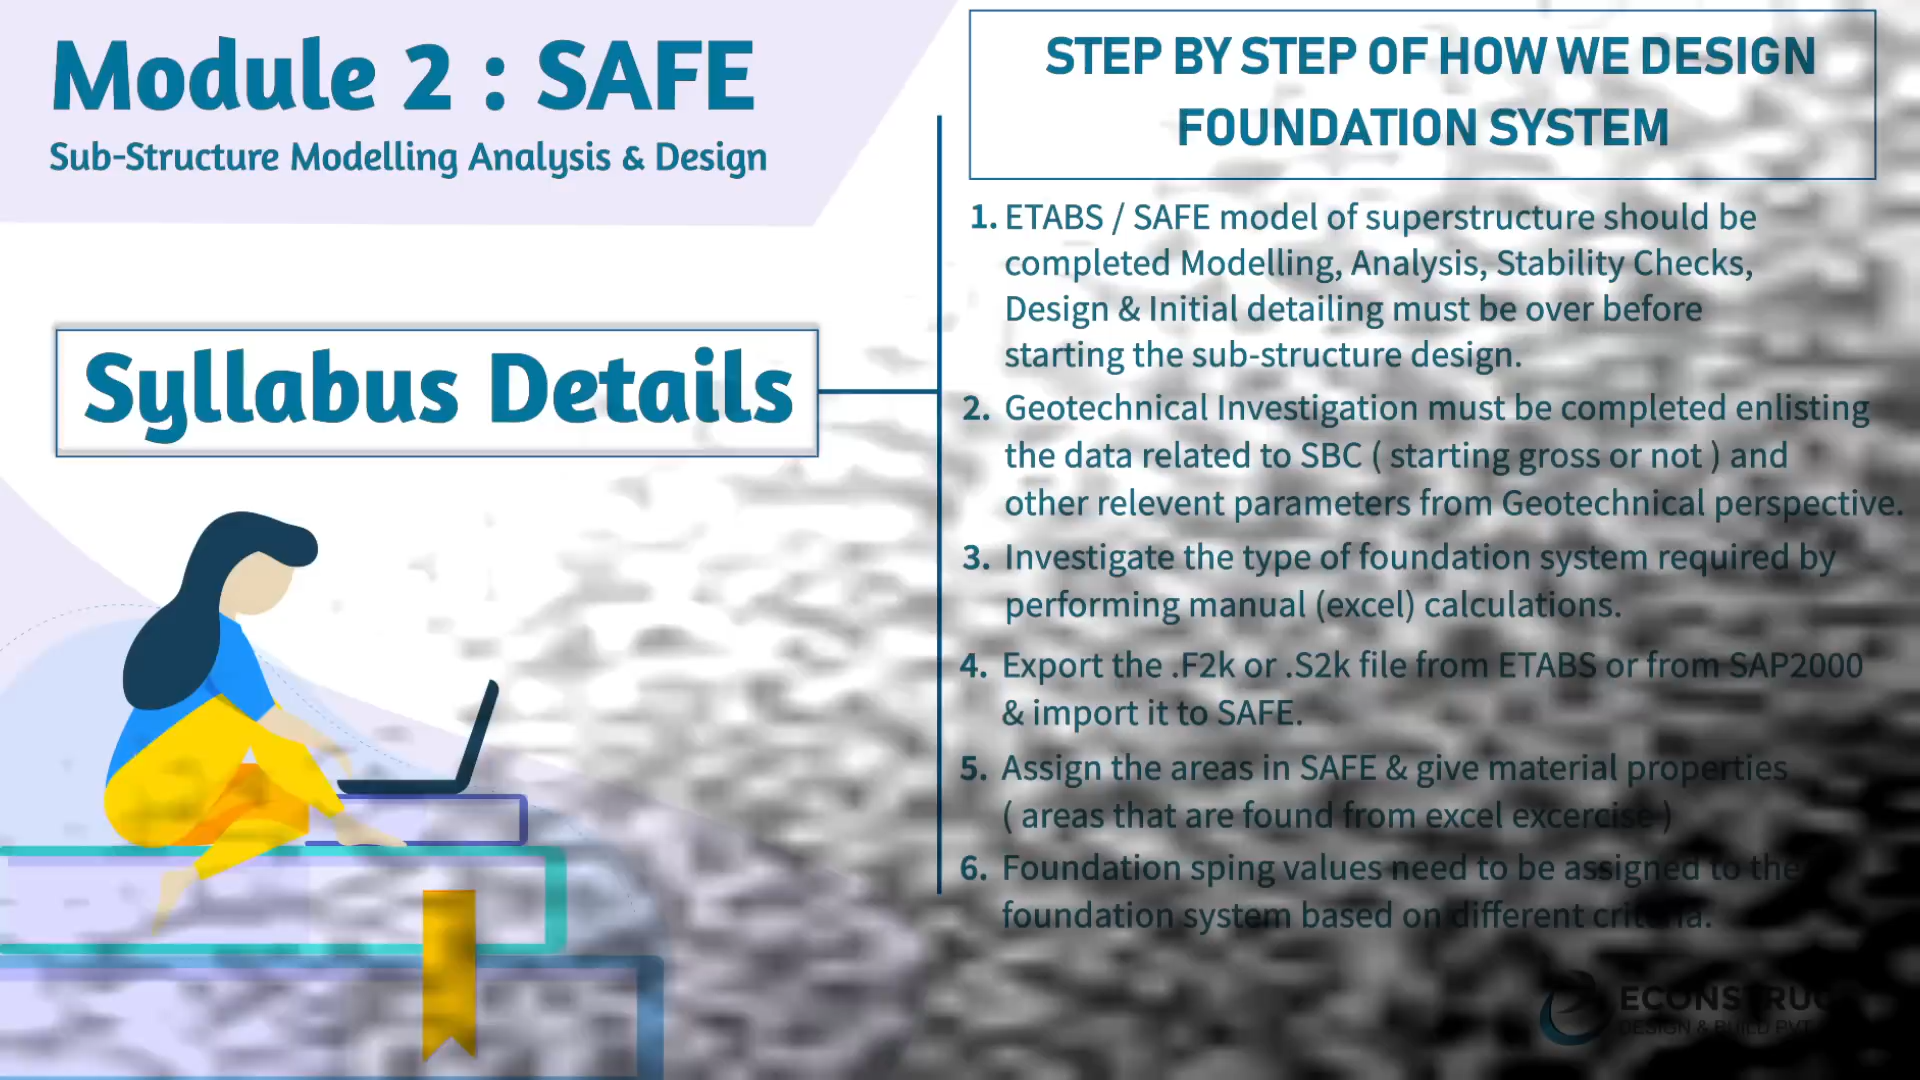 Module 2 : SAFE
Sub-Structure Modelling Analysis & Design
Syllabus Details
STEP BY STEP OF HOW WE DESIGN
FOUNDATION SYSTEM
1. ETABS / SAFE model of superstructure should be
completed Modelling, Analysis, Stability Checks,
Design & Initial detailing must be over before
starting the sub-structure design.
2. Geotechnical Investigation must be completed enlisting
the data related to SBC ( starting gross or not ) and
other relevent parameters from Geotechnical perspective.
3. Investigate the type of foundation system required by
performing manual (excel) calculations.
4. Export the .F2k or .S2k file from ETABS or from SAP2000
& import it to SAFE.
5. Assign the areas in SAFE & give material properties
( areas that are found from excel excercise )
6. Foundation sping values need to be assigned to the
foundation system based on different criteria.
DESIGN & BUILD PVT